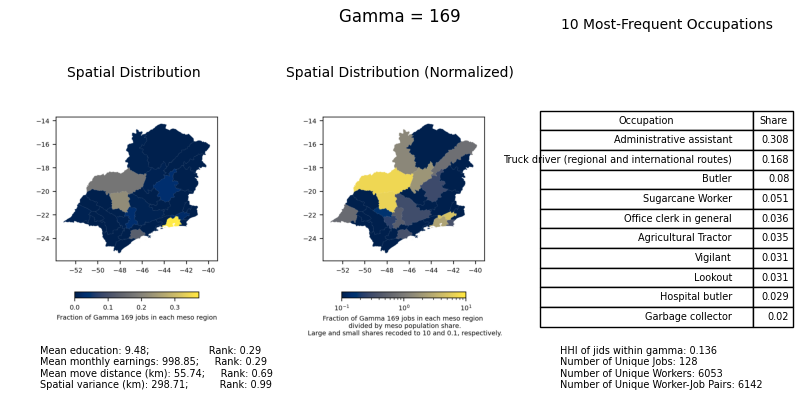 Gamma = 169
Spatial Distribution
−14
−16
−18
−20
−22
−24
−52 −50 −48 −46 −44 −42 −40
0.0 0.1 0.2 0.3
Fraction of Gamma 169 jobs in each meso region
Spatial Distribution (Normalized)
−14
−16
−18
−20
−22
−24
−52 −50 −48 −46 −44 −42 −40
10⁻¹ 10⁰ 10¹
Fraction of Gamma 169 jobs in each meso region
divided by meso population share.
Large and small shares recoded to 10 and 0.1, respectively.
10 Most-Frequent Occupations
Occupation Share
Administrative assistant 0.308
Truck driver (regional and international routes) 0.168
Butler 0.08
Sugarcane Worker 0.051
Office clerk in general 0.036
Agricultural Tractor 0.035
Vigilant 0.031
Lookout 0.031
Hospital butler 0.029
Garbage collector 0.02
Mean education: 9.48; Rank: 0.29
Mean monthly earnings: 998.85; Rank: 0.29
Mean move distance (km): 55.74; Rank: 0.69
Spatial variance (km): 298.71; Rank: 0.99
HHI of jids within gamma: 0.136
Number of Unique Jobs: 128
Number of Unique Workers: 6053
Number of Unique Worker-Job Pairs: 6142